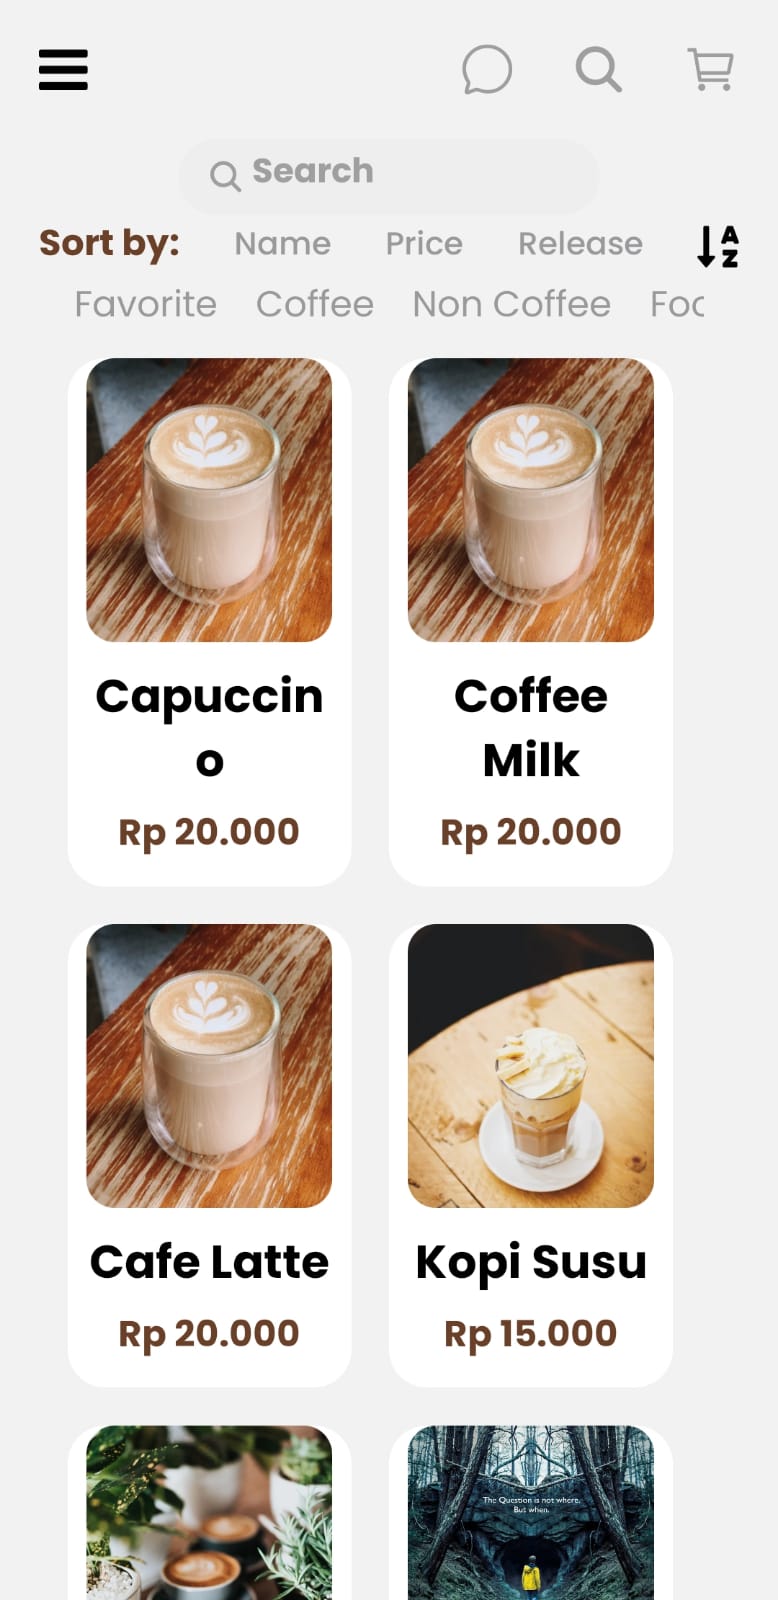 Search
Sort by: Name Price Release A Z
Favorite Coffee Non Coffee Foo
Capuccin
o
Rp 20.000
Coffee
Milk
Rp 20.000
Cafe Latte
Rp 20.000
Kopi Susu
Rp 15.000
The Question is not where.
But when.